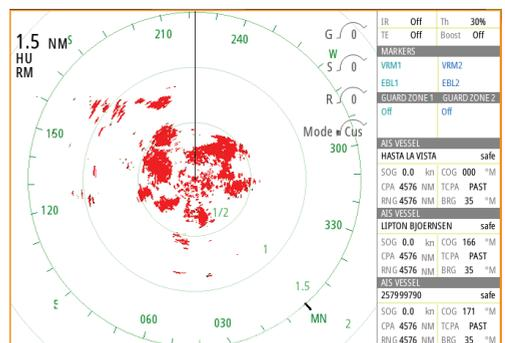 1.5 NM
HU
RM
S
210
240
W
G 0
S 0
R 0
Mode Cus
150
300
120
1/2
330
1
1.5
MN
2
060
030
IR Off Th 30%
TE Off Boost Off
MARKERS
VRM1 VRM2
EBL1 EBL2
GUARD ZONE 1 GUARD ZONE 2
Off Off
AIS VESSEL
HASTA LA VISTA safe
SOG 0.0 kn COG 000 °M
CPA 4576 NM TCPA PAST
RNG 4576 NM BRG 35 °M
AIS VESSEL
LIPTON BJOERNSEN safe
SOG 0.0 kn COG 166 °M
CPA 4576 NM TCPA PAST
RNG 4576 NM BRG 35 °M
AIS VESSEL
257999790 safe
SOG 0.0 kn COG 171 °M
CPA 4576 NM TCPA PAST
RNG 4576 NM BRG 35 °M